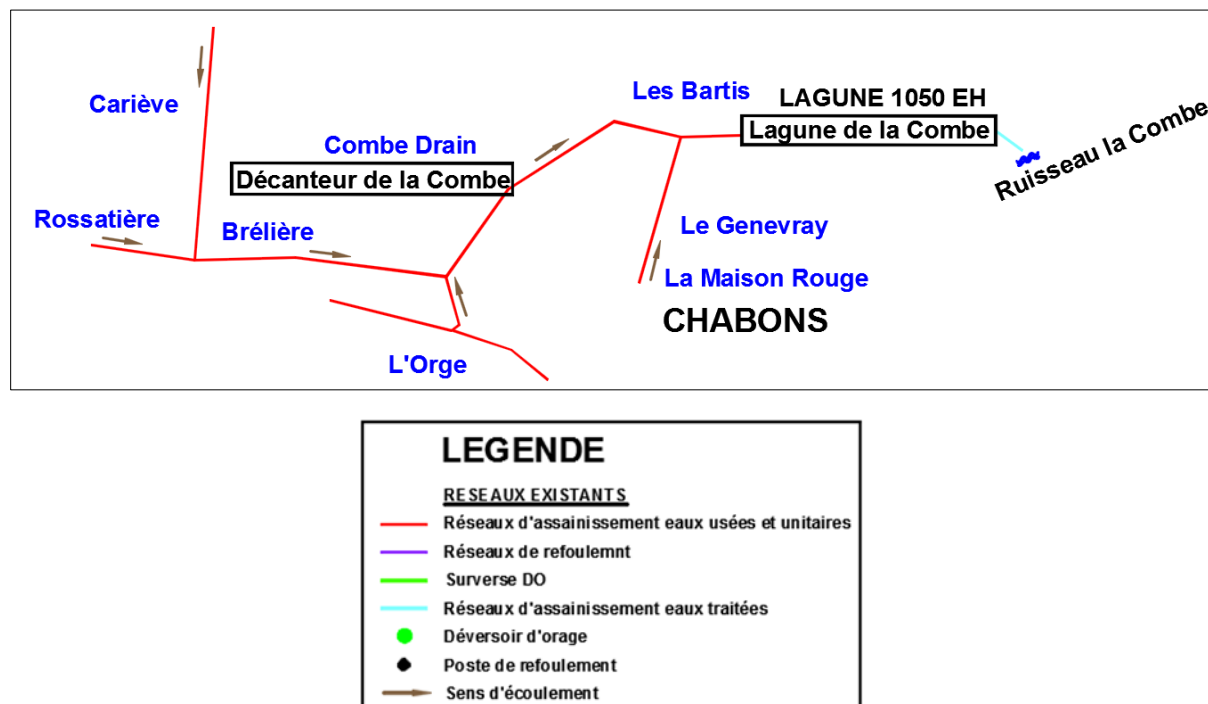 Cariève
Les Bartis
LAGUNE 1050 EH
Lagune de la Combe
Ruisseau la Combe
Combe Drain
Décanteur de la Combe
Rossatière
Brélière
Le Genevray
La Maison Rouge
CHABONS
L'Orge
LEGENDE
RESEAUX EXISTANTS
Réseaux d'assainissement eaux usées et unitaires
Réseaux de refoulemnt
Surverse DO
Réseaux d'assainissement eaux traitées
Déversoir d'orage
Poste de refoulement
Sens d'écoulement